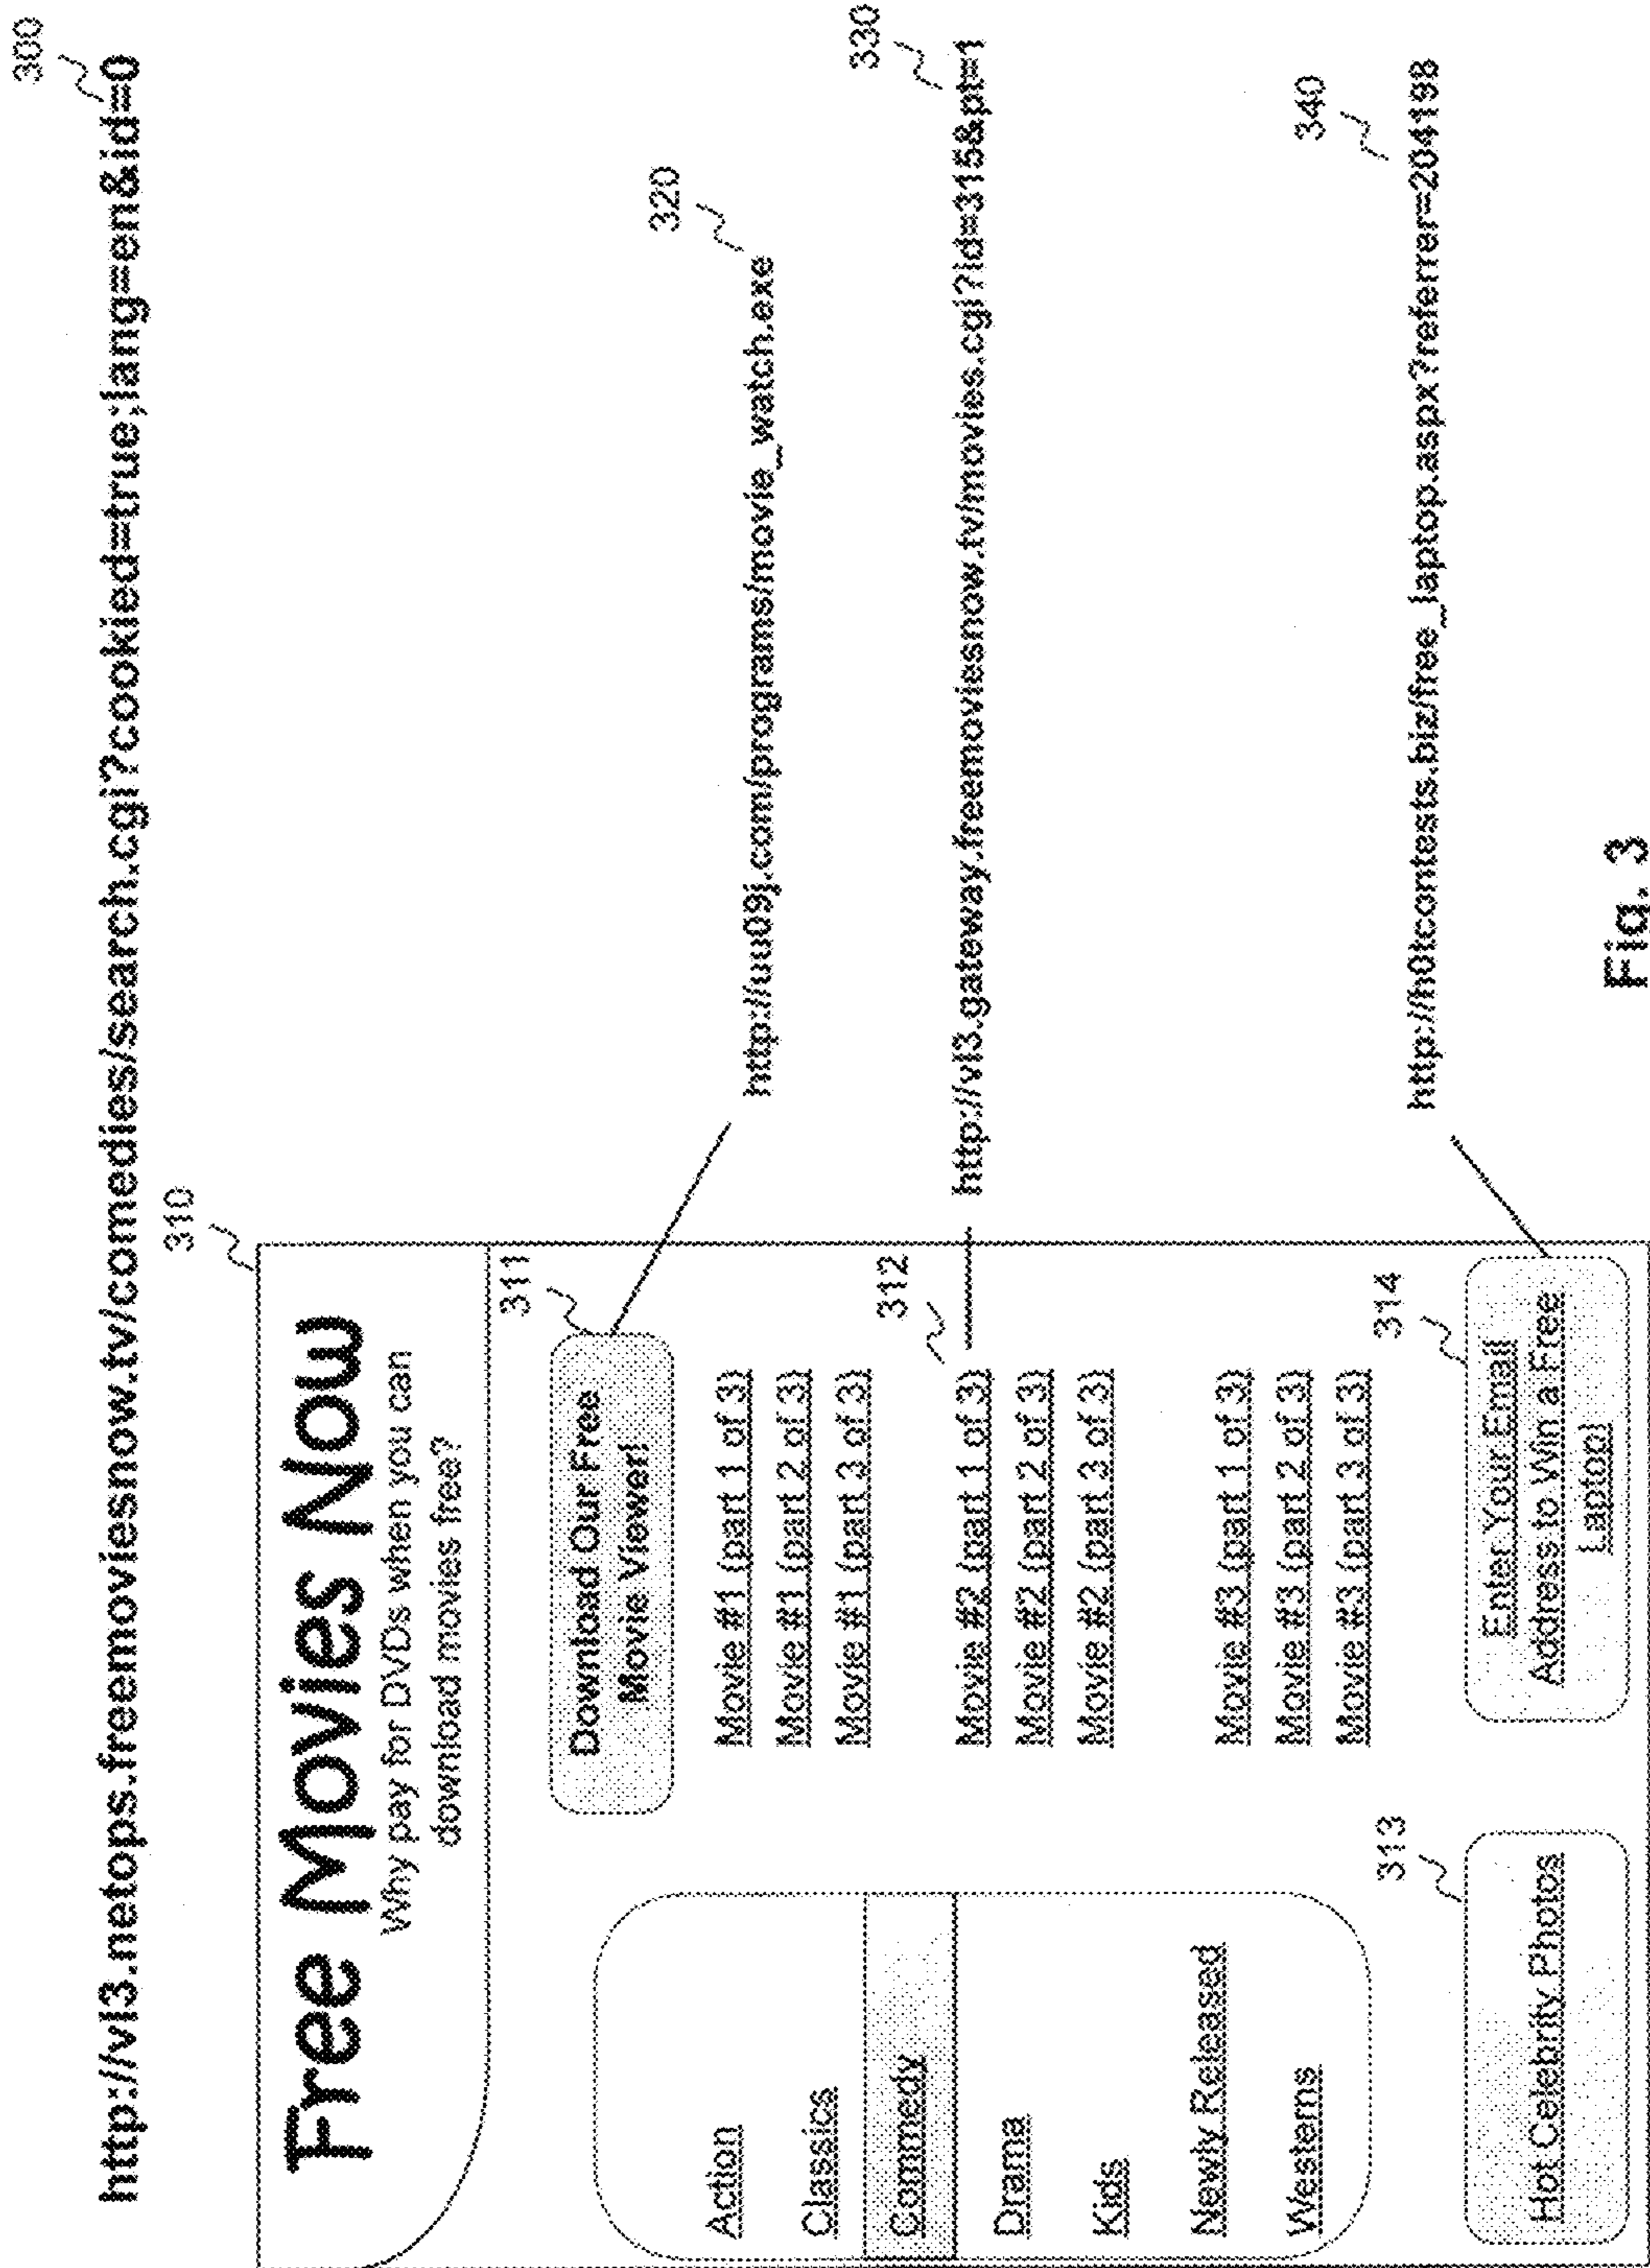 300
http://vl3.netops.freemoviesnow.tv/comedies/search.cgi?cookied=true;lang=en&id=0
310
Free Movies Now
Why pay for DVDs when you can
download movies free?
311
Download Our Free
Movie Viewer!
320
http://uu09j.com/programs/movie_watch.exe
Action
Classics
Commedy
Drama
Kids
Newly Released
Westerns
Movie #1 (part 1 of 3)
Movie #1 (part 2 of 3)
Movie #1 (part 3 of 3)
312
Movie #2 (part 1 of 3)
Movie #2 (part 2 of 3)
Movie #2 (part 3 of 3)
330
http://vl3.gateway.freemoviesnow.tv/movies.cgi?id=315&pt=1
Movie #3 (part 1 of 3)
Movie #3 (part 2 of 3)
Movie #3 (part 3 of 3)
313
Hot Celebrity Photos
314
Enter Your Email
Address to Win a Free
Laptop!
340
http://h0tcontests.biz/free_laptop.aspx?referrer=204198
Fig. 3